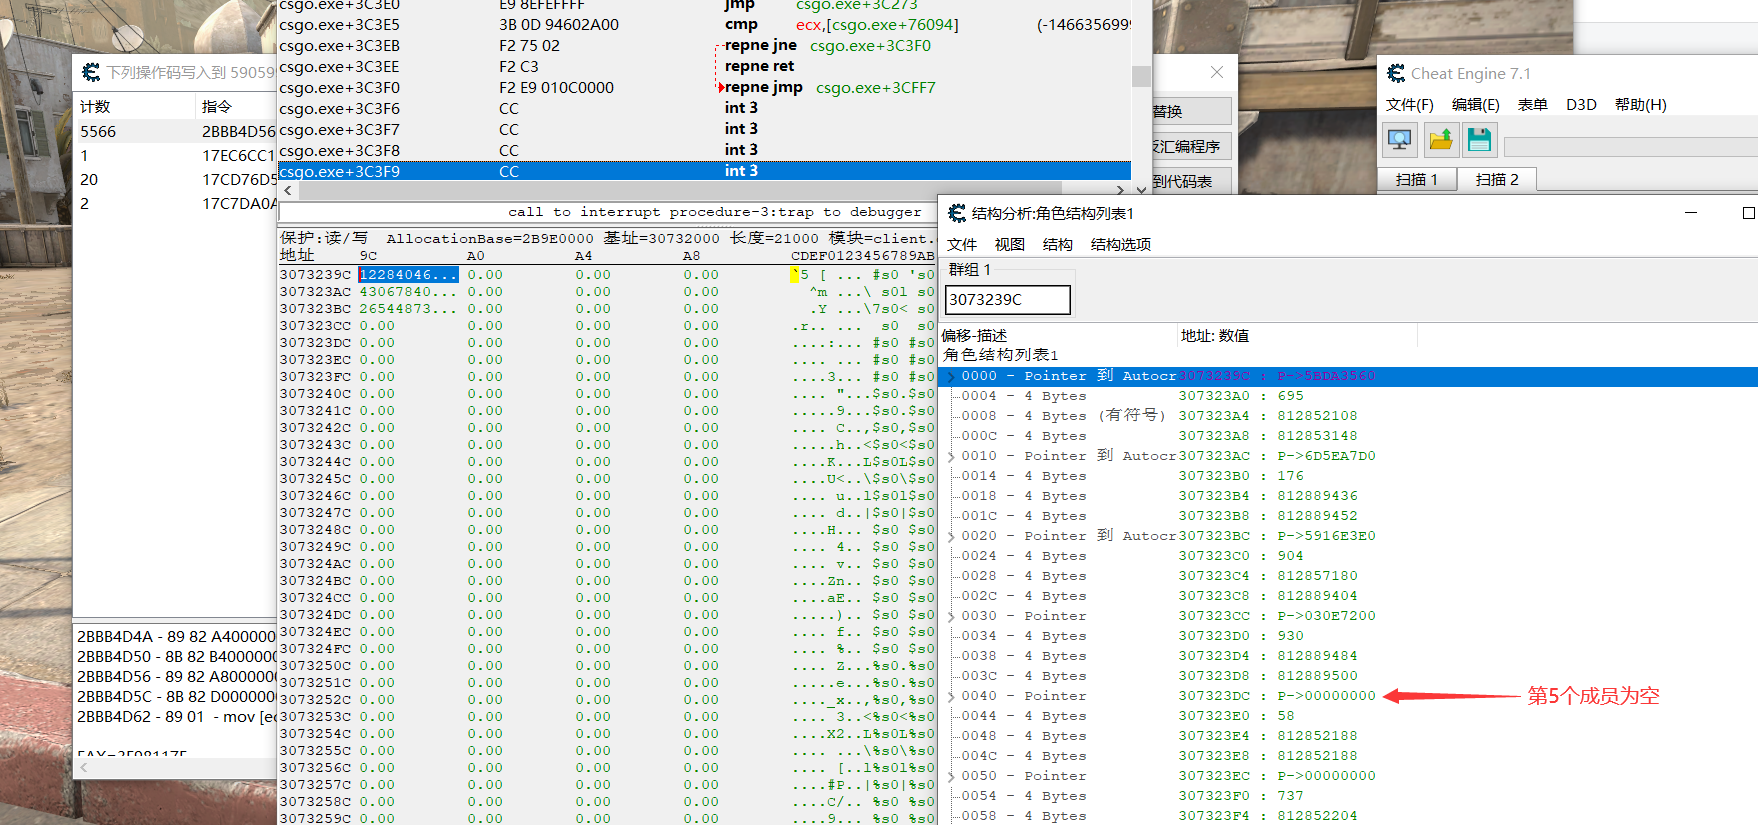 下列操作码写入到 59059
计数 指令
5566 2BBB4D56
1 17EC6CC1
20 17CD76D5
2 17C7DA0A
2BBB4D4A - 89 82 A400000
2BBB4D50 - 8B 82 B400000
2BBB4D56 - 89 82 A800000
2BBB4D5C - 8B 82 D000000
2BBB4D62 - 89 01 - mov [ec
csgo.exe+3C3E0 E9 8EFEFFFF jmp csgo.exe+3C273
csgo.exe+3C3E5 3B 0D 94602A00 cmp ecx,[csgo.exe+76094] (-1466356999
csgo.exe+3C3EB F2 75 02 repne jne csgo.exe+3C3F0
csgo.exe+3C3EE F2 C3 repne ret
csgo.exe+3C3F0 F2 E9 010C0000 repne jmp csgo.exe+3CFF7
csgo.exe+3C3F6 CC int 3
csgo.exe+3C3F7 CC int 3
csgo.exe+3C3F8 CC int 3
csgo.exe+3C3F9 CC int 3
call to interrupt procedure-3:trap to debugger
保护:读/写 AllocationBase=2B9E0000 基址=30732000 长度=21000 模块=client.
地址 9C A0 A4 A8 CDEF0123456789AB
3073239C 12284046... 0.00 0.00 0.00
307323AC 43067840... 0.00 0.00 0.00
307323BC 26544873... 0.00 0.00 0.00
307323CC 0.00 0.00 0.00 0.00
307323DC 0.00 0.00 0.00 0.00
307323EC 0.00 0.00 0.00 0.00
307323FC 0.00 0.00 0.00 0.00
3073240C 0.00 0.00 0.00 0.00
3073241C 0.00 0.00 0.00 0.00
3073242C 0.00 0.00 0.00 0.00
3073243C 0.00 0.00 0.00 0.00
3073244C 0.00 0.00 0.00 0.00
3073245C 0.00 0.00 0.00 0.00
3073246C 0.00 0.00 0.00 0.00
3073247C 0.00 0.00 0.00 0.00
3073248C 0.00 0.00 0.00 0.00
3073249C 0.00 0.00 0.00 0.00
307324AC 0.00 0.00 0.00 0.00
307324BC 0.00 0.00 0.00 0.00
307324CC 0.00 0.00 0.00 0.00
307324DC 0.00 0.00 0.00 0.00
307324EC 0.00 0.00 0.00 0.00
307324FC 0.00 0.00 0.00 0.00
3073250C 0.00 0.00 0.00 0.00
3073251C 0.00 0.00 0.00 0.00
3073252C 0.00 0.00 0.00 0.00
3073253C 0.00 0.00 0.00 0.00
3073254C 0.00 0.00 0.00 0.00
3073255C 0.00 0.00 0.00 0.00
3073256C 0.00 0.00 0.00 0.00
3073257C 0.00 0.00 0.00 0.00
3073258C 0.00 0.00 0.00 0.00
3073259C 0.00 0.00 0.00 0.00
替换
反汇编程序
到代码表
Cheat Engine 7.1
文件(F) 编辑(E) 表单 D3D 帮助(H)
扫描 1 扫描 2
结构分析:角色结构列表1
文件 视图 结构 结构选项
群组 1
3073239C
偏移-描述 地址: 数值
角色结构列表1
0000 - Pointer 到 Autocr 3073239C : P->5BDA3560
0004 - 4 Bytes 307323A0 : 695
0008 - 4 Bytes (有符号) 307323A4 : 812852108
000C - 4 Bytes 307323A8 : 812853148
0010 - Pointer 到 Autocr 307323AC : P->6D5EA7D0
0014 - 4 Bytes 307323B0 : 176
0018 - 4 Bytes 307323B4 : 812889436
001C - 4 Bytes 307323B8 : 812889452
0020 - Pointer 到 Autocr 307323BC : P->5916E3E0
0024 - 4 Bytes 307323C0 : 904
0028 - 4 Bytes 307323C4 : 812857180
002C - 4 Bytes 307323C8 : 812889404
0030 - Pointer 307323CC : P->030E7200
0034 - 4 Bytes 307323D0 : 930
0038 - 4 Bytes 307323D4 : 812889484
003C - 4 Bytes 307323D8 : 812889500
0040 - Pointer 307323DC : P->00000000
第5个成员为空
0044 - 4 Bytes 307323E0 : 58
0048 - 4 Bytes 307323E4 : 812852188
004C - 4 Bytes 307323E8 : 812852188
0050 - Pointer 307323EC : P->00000000
0054 - 4 Bytes 307323F0 : 737
0058 - 4 Bytes 307323F4 : 812852204